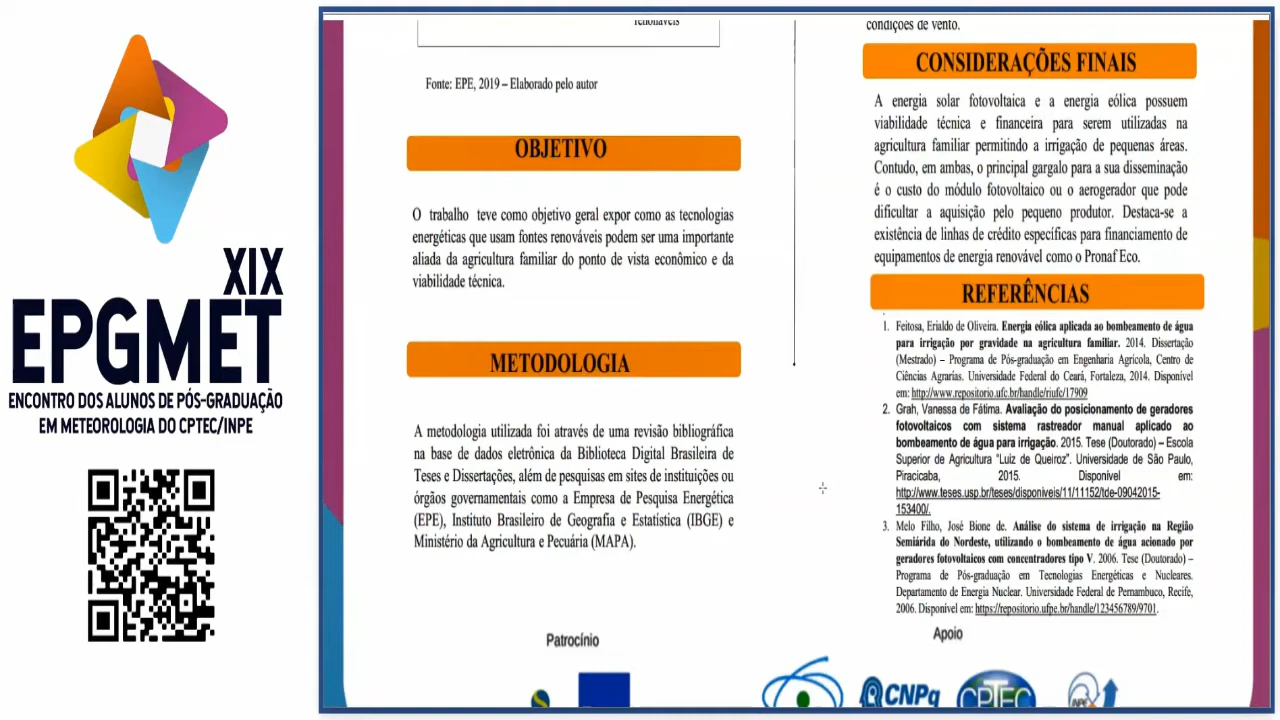 XIX
EPGMET
ENCONTRO DOS ALUNOS DE PÓS-GRADUAÇÃO
EM METEOROLOGIA DO CPTEC/INPE
renováveis
Fonte: EPE, 2019 – Elaborado pelo autor
OBJETIVO
O trabalho teve como objetivo geral expor como as tecnologias
energéticas que usam fontes renováveis podem ser uma importante
aliada da agricultura familiar do ponto de vista econômico e da
viabilidade técnica.
METODOLOGIA
A metodologia utilizada foi através de uma revisão bibliográfica
na base de dados eletrônica da Biblioteca Digital Brasileira de
Teses e Dissertações, além de pesquisas em sites de instituições ou
órgãos governamentais como a Empresa de Pesquisa Energética
(EPE), Instituto Brasileiro de Geografia e Estatística (IBGE) e
Ministério da Agricultura e Pecuária (MAPA).
Patrocínio
condições de vento.
CONSIDERAÇÕES FINAIS
A energia solar fotovoltaica e a energia eólica possuem
viabilidade técnica e financeira para serem utilizadas na
agricultura familiar permitindo a irrigação de pequenas áreas.
Contudo, em ambas, o principal gargalo para a sua disseminação
é o custo do módulo fotovoltaico ou o aerogerador que pode
dificultar a aquisição pelo pequeno produtor. Destaca-se a
existência de linhas de crédito específicas para financiamento de
equipamentos de energia renovável como o Pronaf Eco.
REFERÊNCIAS
1. Feitosa, Erialdo de Oliveira. Energia eólica aplicada ao bombeamento de água
para irrigação por gravidade na agricultura familiar. 2014. Dissertação
(Mestrado) – Programa de Pós-graduação em Engenharia Agrícola, Centro de
Ciências Agrarias. Universidade Federal do Ceará, Fortaleza, 2014. Disponível
em: http://www.repositorio.ufc.br/handle/riufc/17909
2. Grah, Vanessa de Fátima. Avaliação do posicionamento de geradores
fotovoltaicos com sistema rastreador manual aplicado ao
bombeamento de água para irrigação. 2015. Tese (Doutorado) – Escola
Superior de Agricultura “Luiz de Queiroz”. Universidade de São Paulo,
Piracicaba, 2015. Disponivel em:
http://www.teses.usp.br/teses/disponiveis/11/11152/tde-09042015-
153400/.
3. Melo Filho, José Bione de. Análise do sistema de irrigação na Região
Semiárida do Nordeste, utilizando o bombeamento de água acionado por
geradores fotovoltaicos com concentradores tipo V. 2006. Tese (Doutorado) –
Programa de Pós-graduação em Tecnologias Energéticas e Nucleares.
Departamento de Energia Nuclear. Universidade Federal de Pernambuco, Recife,
2006. Disponível em: https://repositorio.ufpe.br/handle/123456789/9701.
Apoio
CNPq
CPTEC
INPE